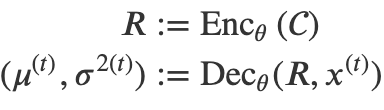 R := Enc_θ (𝒞)
(μ^(t), σ^2(t)) := Dec_θ(R, x^(t))